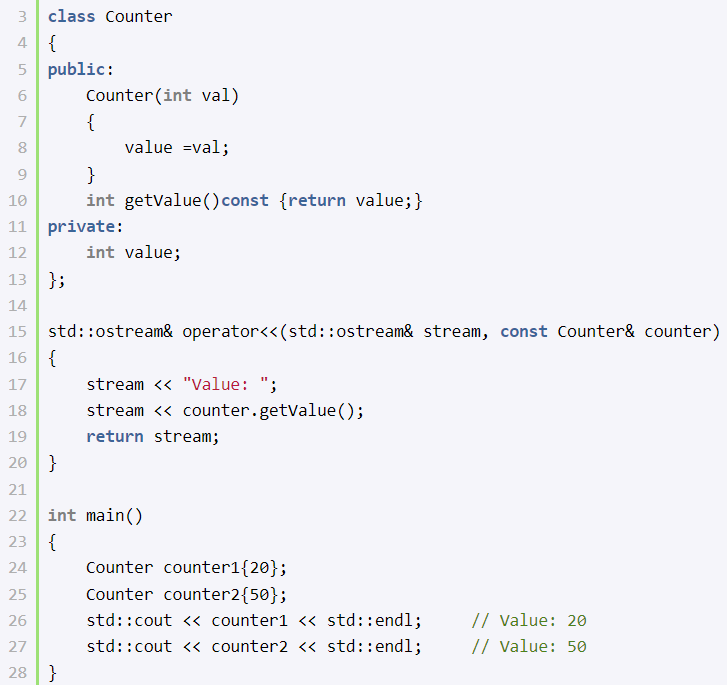 3 class Counter
4 {
5 public:
6     Counter(int val)
7     {
8         value =val;
9     }
10     int getValue()const {return value;}
11 private:
12     int value;
13 };
14
15 std::ostream& operator<<(std::ostream& stream, const Counter& counter)
16 {
17     stream << "Value: ";
18     stream << counter.getValue();
19     return stream;
20 }
21
22 int main()
23 {
24     Counter counter1{20};
25     Counter counter2{50};
26     std::cout << counter1 << std::endl;     // Value: 20
27     std::cout << counter2 << std::endl;     // Value: 50
28 }